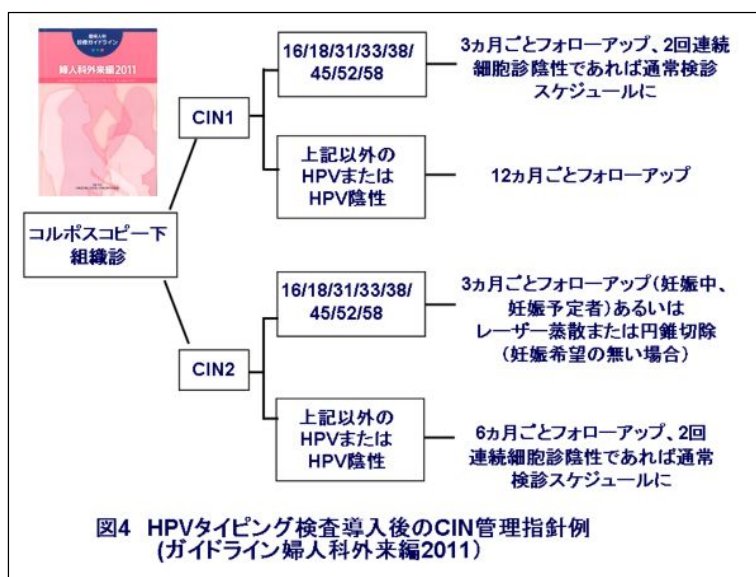 産婦人科
診療ガイドライン
婦人科外来編2011
16/18/31/33/38/
45/52/58
3ヵ月ごとフォローアップ、2回連続
細胞診陰性であれば通常検診
スケジュールに
CIN1
上記以外の
HPVまたは
HPV陰性
12ヵ月ごとフォローアップ
コルポスコピー下
組織診
16/18/31/33/38/
45/52/58
3ヵ月ごとフォローアップ(妊娠中、
妊娠予定者)あるいは
レーザー蒸散または円錐切除
(妊娠希望の無い場合)
CIN2
上記以外の
HPVまたは
HPV陰性
6ヵ月ごとフォローアップ、2回
連続細胞診陰性であれば通常
検診スケジュールに
図4 HPVタイピング検査導入後のCIN管理指針例
(ガイドライン婦人科外来編2011)